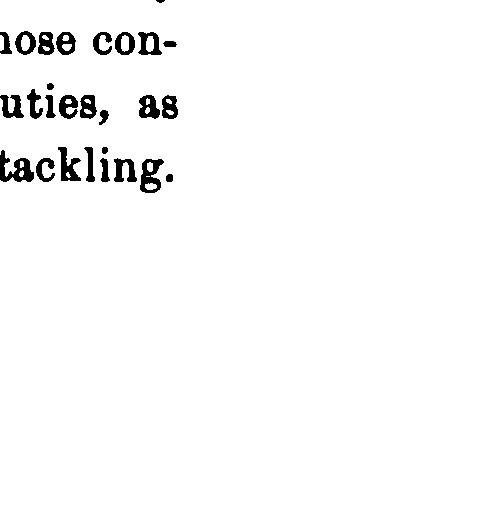 hose con-
uties, as
tackling.